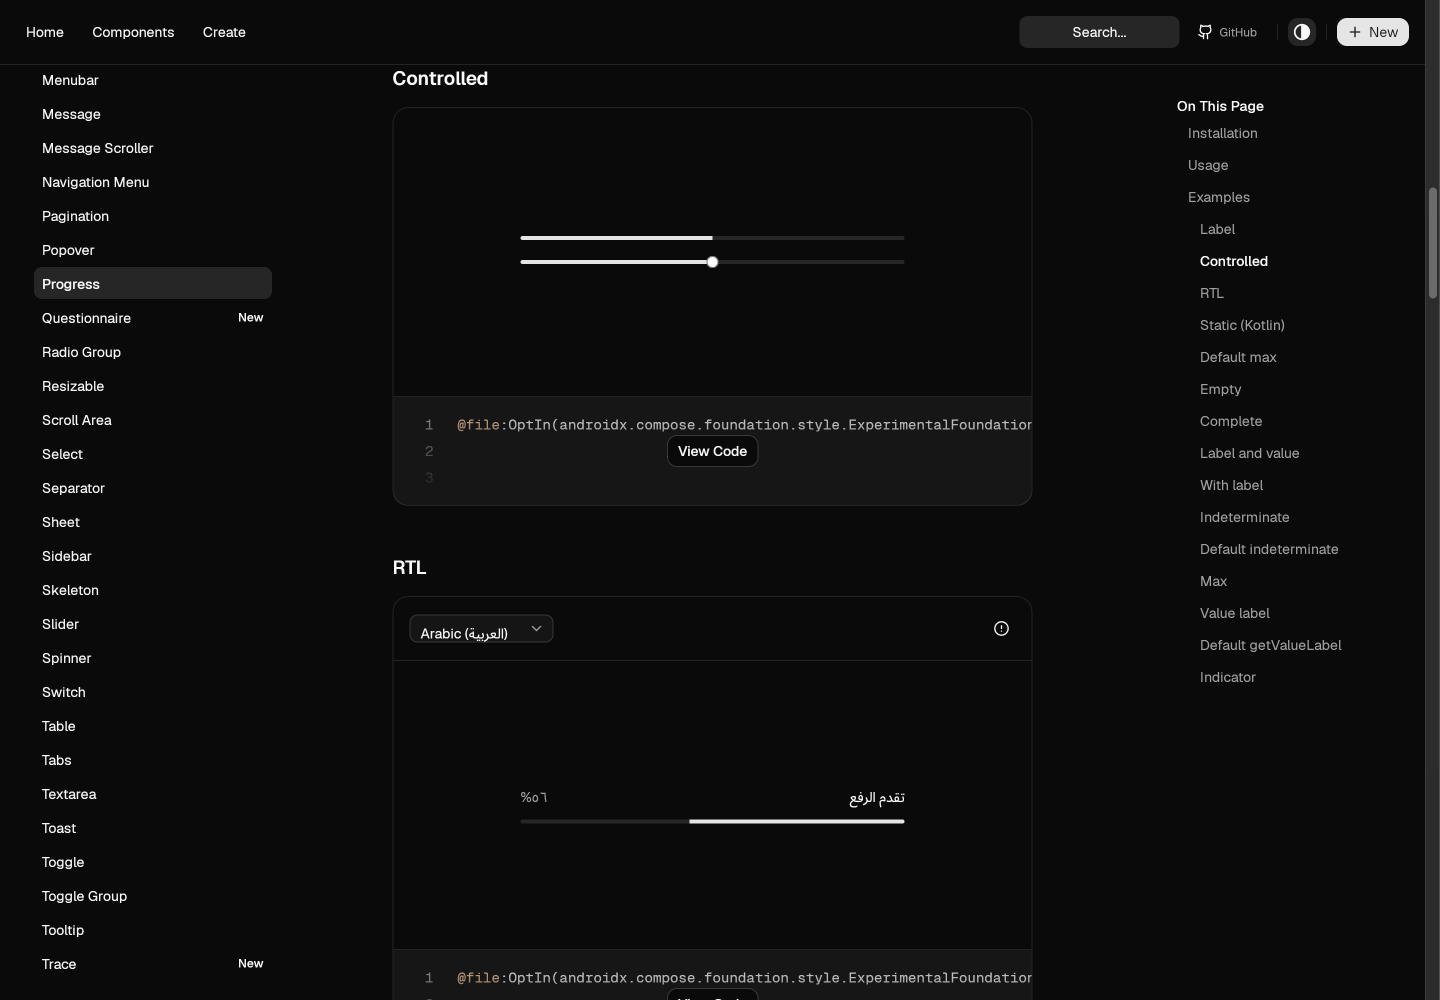 Home
Components
Create
Search...
GitHub
New
Menubar
Message
Message Scroller
Navigation Menu
Pagination
Popover
Progress
Questionnaire New
Radio Group
Resizable
Scroll Area
Select
Separator
Sheet
Sidebar
Skeleton
Slider
Spinner
Switch
Table
Tabs
Textarea
Toast
Toggle
Toggle Group
Tooltip
Trace New
Controlled
1 @file:OptIn(androidx.compose.foundation.style.ExperimentalFoundation
2
View Code
3
RTL
Arabic (العربية)
تقدم الرفع
%٥٦
1 @file:OptIn(androidx.compose.foundation.style.ExperimentalFoundation
On This Page
Installation
Usage
Examples
Label
Controlled
RTL
Static (Kotlin)
Default max
Empty
Complete
Label and value
With label
Indeterminate
Default indeterminate
Max
Value label
Default getValueLabel
Indicator